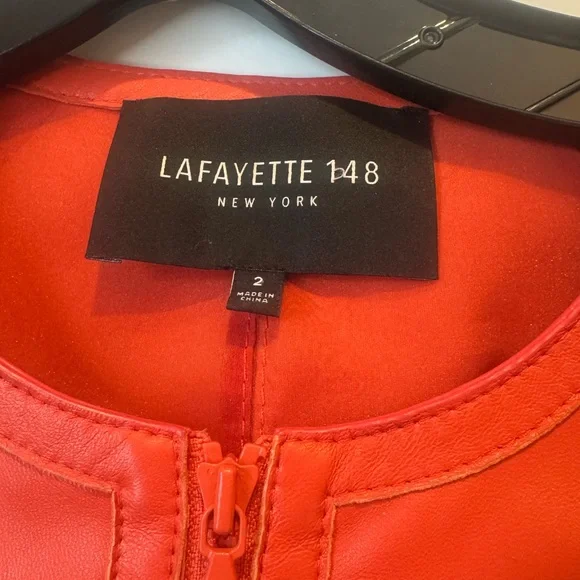 LAFAYETTE 148
NEW YORK
2
MADE IN
CHINA